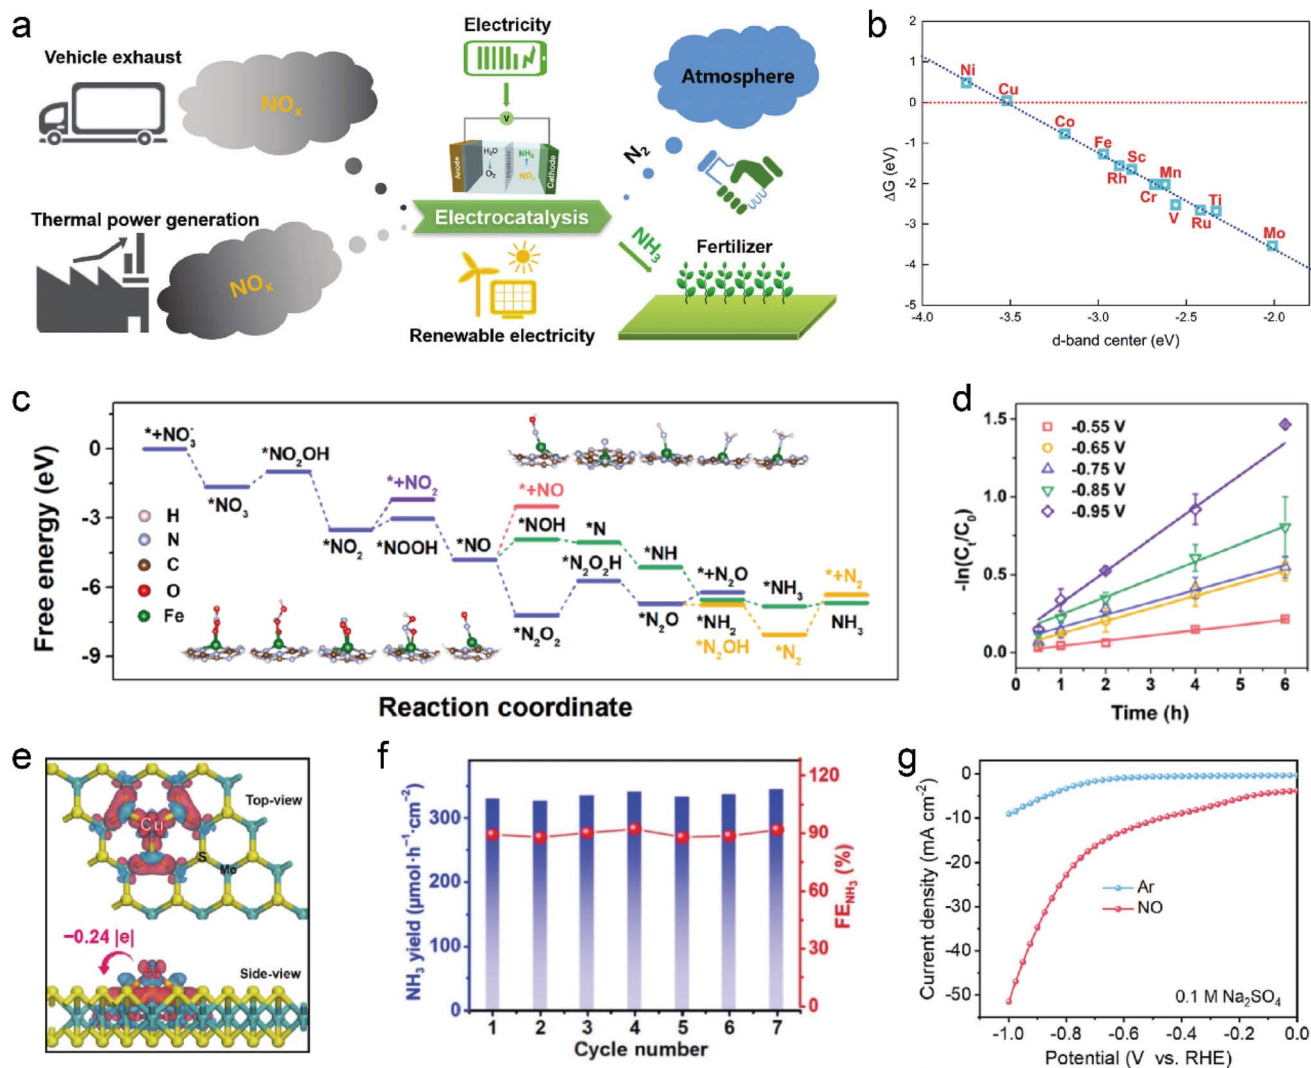 a
Vehicle exhaust
NOₓ
Thermal power generation
NOₓ
Electricity
V
Anode
H₂O
O₂
Membrane
NH₃
NOₓ
Cathode
Electrocatalysis
Renewable electricity
N₂
Atmosphere
NH₃
Fertilizer
b
2
1
0
-1
-2
-3
-4
-5
ΔG (eV)
Ni
Cu
Co
Fe
Rh
Sc
Cr
Mn
V
Ru
Ti
Mo
-4.0 -3.5 -3.0 -2.5 -2.0
d-band center (eV)
c
Free energy (eV)
0
-3
-6
-9
*+NO₃⁻
*NO₃
*NO₂OH
*NO₂
*+NO₂
*NOOH
*NO
*+NO
*NOH
*N
*N₂O₂H
*N₂O₂
*NH
*N₂O
*+N₂O
*NH₂
*N₂OH
*NH₃
*N₂
*+N₂
NH₃
H
N
C
O
Fe
Reaction coordinate
d
-ln(Cₜ/C₀)
1.5
1.0
0.5
0.0
-0.55 V
-0.65 V
-0.75 V
-0.85 V
-0.95 V
0 1 2 3 4 5 6
Time (h)
e
Top-view
Cu
S
Mo
−0.24 |e|
Cu
Side-view
f
NH₃ yield (μmol·h⁻¹·cm⁻²)
300
200
100
0
120
90
60
30
0
FE_NH₃ (%)
1 2 3 4 5 6 7
Cycle number
g
Current density (mA cm⁻²)
0
-10
-20
-30
-40
-50
Ar
NO
0.1 M Na₂SO₄
-1.0 -0.8 -0.6 -0.4 -0.2 0.0
Potential (V vs. RHE)